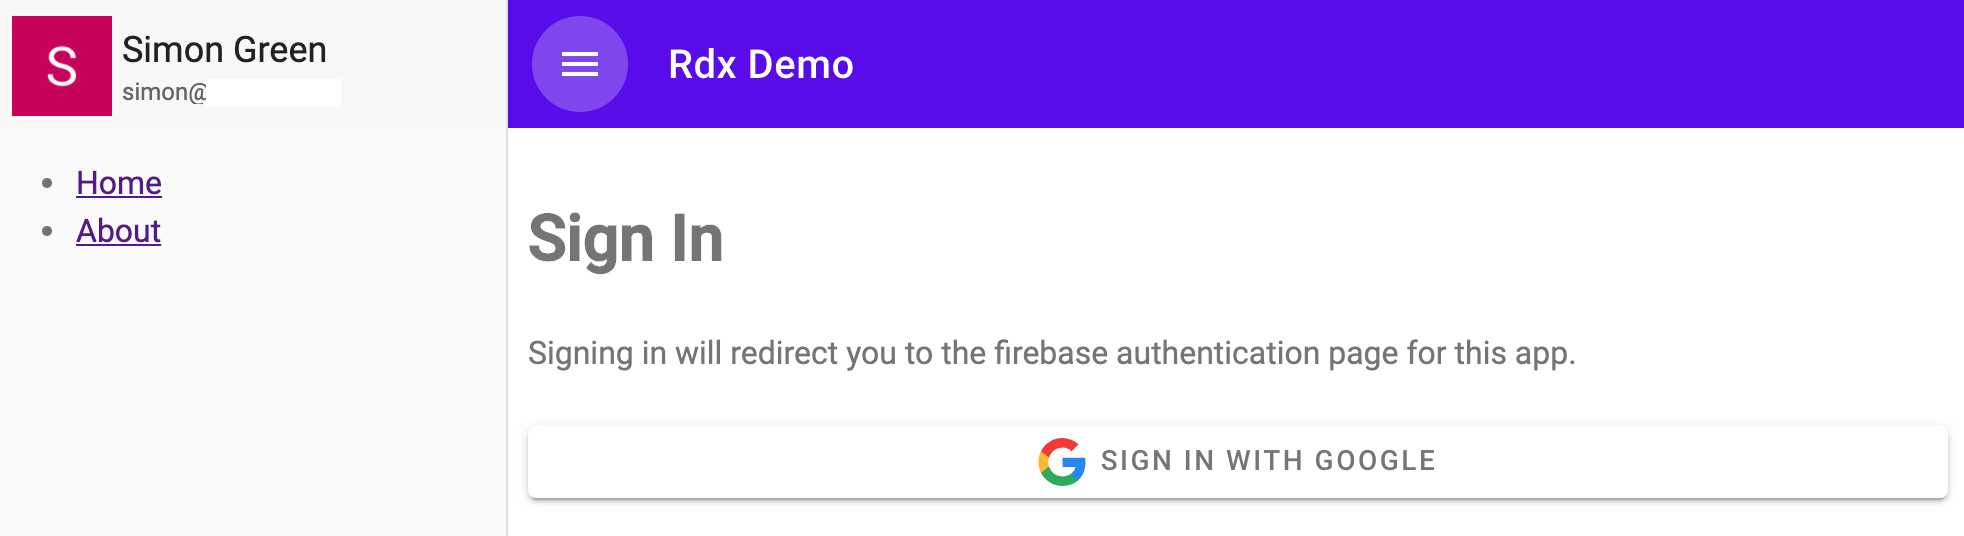 S
Simon Green
simon@
Home
About
Rdx Demo
Sign In
Signing in will redirect you to the firebase authentication page for this app.
SIGN IN WITH GOOGLE